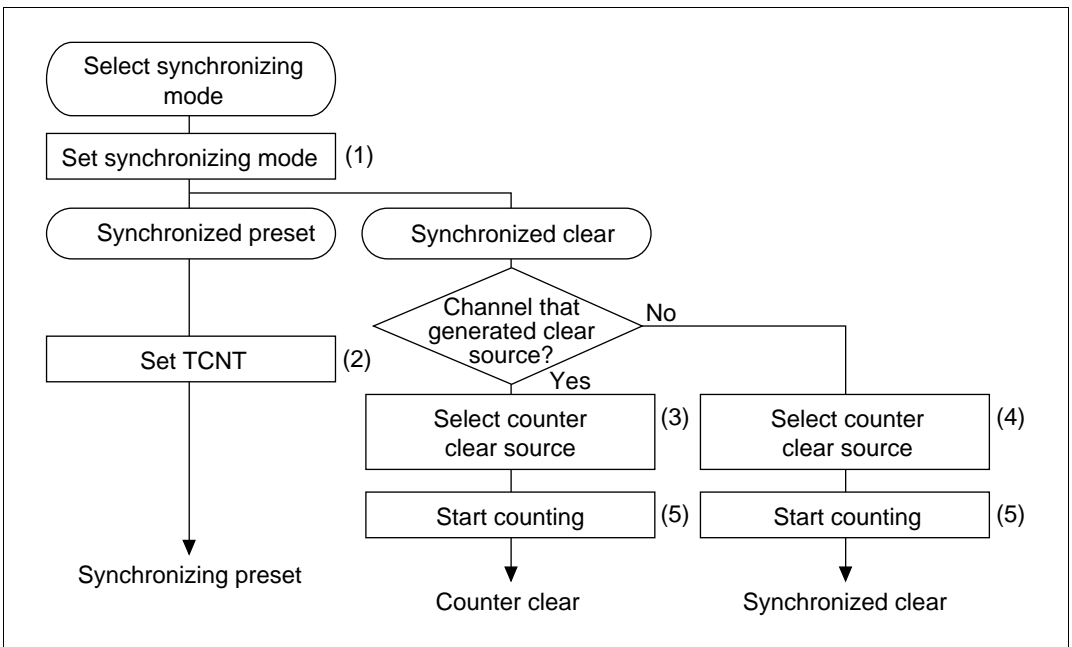 Select synchronizing
mode
Set synchronizing mode (1)
Synchronized preset
Synchronized clear
Channel that
generated clear
source?
No
Yes
Set TCNT (2)
Select counter
clear source
(3)
Select counter
clear source
(4)
Start counting (5)
Start counting (5)
Synchronizing preset
Counter clear
Synchronized clear